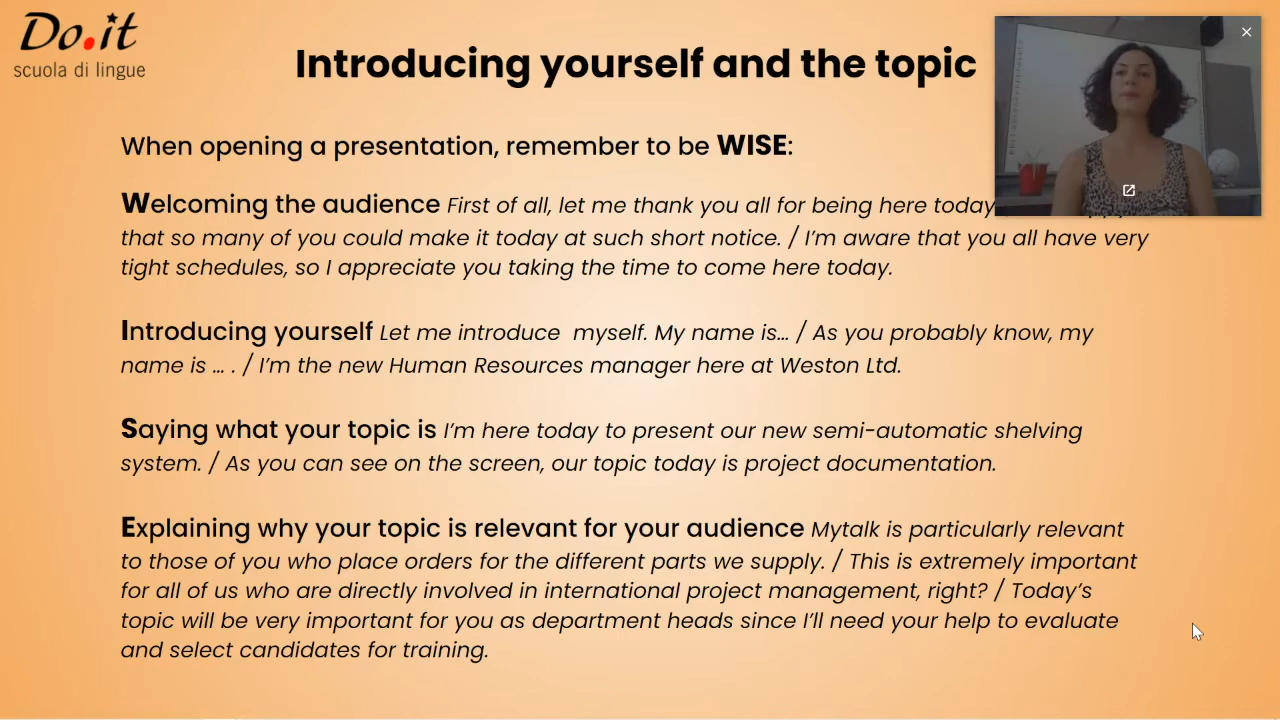 Do.it
scuola di lingue
Introducing yourself and the topic
When opening a presentation, remember to be WISE:
Welcoming the audience First of all, let me thank you all for being here today
that so many of you could make it today at such short notice. / I’m aware that you all have very
tight schedules, so I appreciate you taking the time to come here today.
Introducing yourself Let me introduce myself. My name is... / As you probably know, my
name is ... . / I’m the new Human Resources manager here at Weston Ltd.
Saying what your topic is I’m here today to present our new semi-automatic shelving
system. / As you can see on the screen, our topic today is project documentation.
Explaining why your topic is relevant for your audience Mytalk is particularly relevant
to those of you who place orders for the different parts we supply. / This is extremely important
for all of us who are directly involved in international project management, right? / Today’s
topic will be very important for you as department heads since I’ll need your help to evaluate
and select candidates for training.